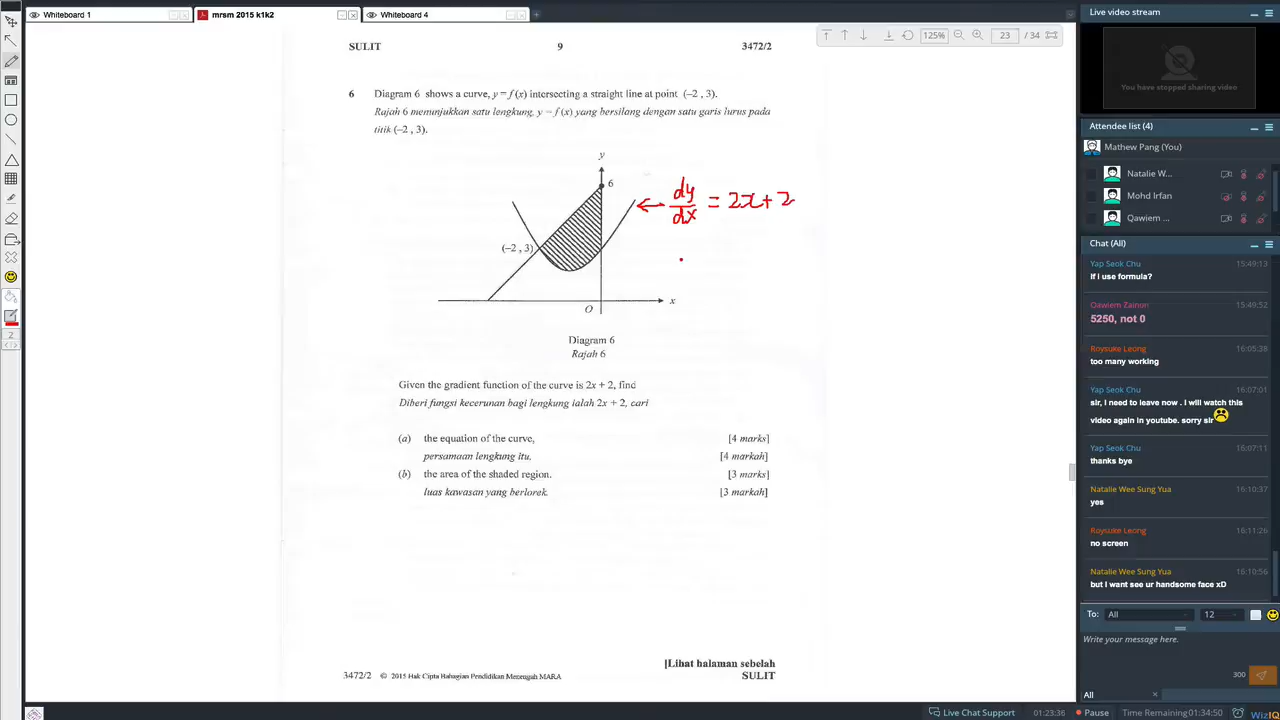 Whiteboard 1
mrsm 2015 k1k2
Whiteboard 4
SULIT
9
3472/2
125%
23 / 34
6 Diagram 6 shows a curve, y = f (x) intersecting a straight line at point (−2 , 3).
Rajah 6 menunjukkan satu lengkung, y = f (x) yang bersilang dengan satu garis lurus pada
titik (−2 , 3).
y
6
dy/dx = 2x + 2
(−2 , 3)
O
x
Diagram 6
Rajah 6
Given the gradient function of the curve is 2x + 2, find
Diberi fungsi kecerunan bagi lengkung ialah 2x + 2, cari
(a) the equation of the curve, [4 marks]
persamaan lengkung itu, [4 markah]
(b) the area of the shaded region. [3 marks]
luas kawasan yang berlorek. [3 markah]
[Lihat halaman sebelah
3472/2 © 2015 Hak Cipta Bahagian Pendidikan Menengah MARA
SULIT
2
Live video stream
You have stopped sharing video
Attendee list (4)
Mathew Pang (You)
Natalie W...
Mohd Irfan
Qawiem ...
Chat (All)
Yap Seok Chu 15:49:13
if I use formula?
Qawiem Zainon 15:49:52
5250, not 0
Roysuke Leong 16:05:38
too many working
Yap Seok Chu 16:07:01
sir, I need to leave now . I will watch this
video again in youtube. sorry sir
Yap Seok Chu 16:07:11
thanks bye
Natalie Wee Sung Yua 16:10:37
yes
Roysuke Leong 16:11:26
no screen
Natalie Wee Sung Yua 16:10:56
but I want see ur handsome face xD
To: All 12
Write your message here.
300
All
Live Chat Support 01:23:36 Pause Time Remaining 01:34:50 WizIQ